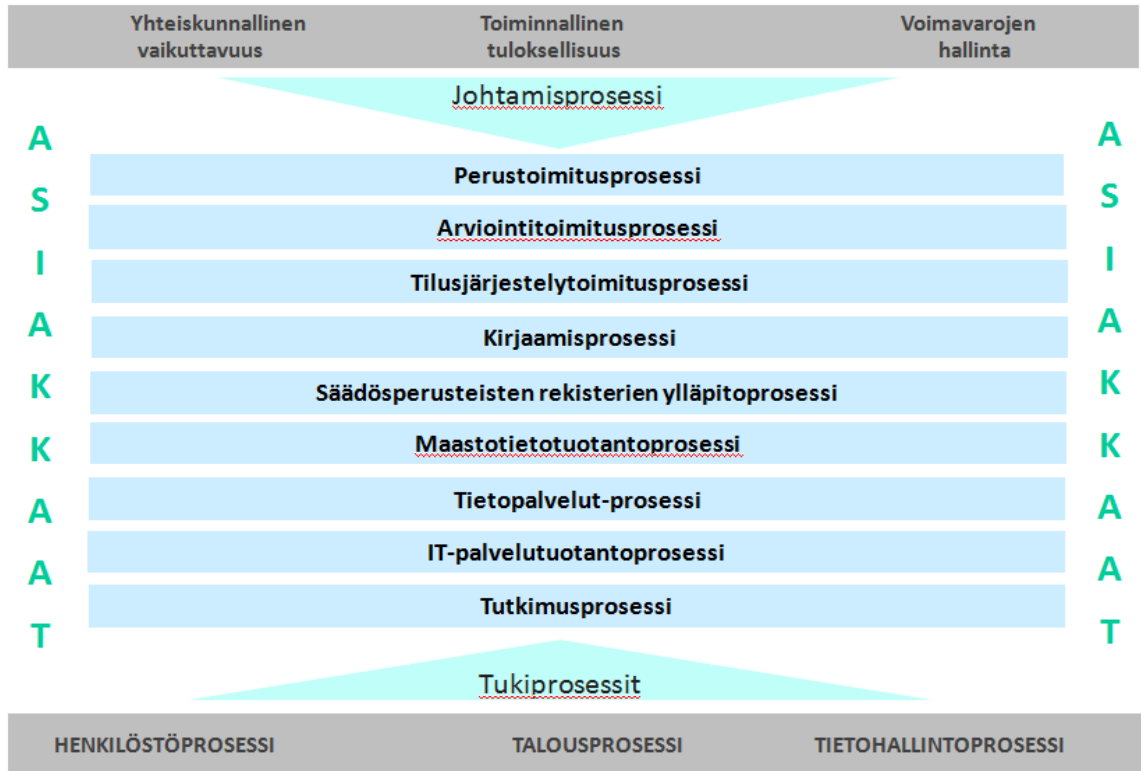 Yhteiskunnallinen
vaikuttavuus
Toiminnallinen
tuloksellisuus
Voimavarojen
hallinta
Johtamisprosessi
A
S
I
A
K
K
A
A
T
Perustoimitusprosessi
Arviointitoimitusprosessi
Tilusjärjestelytoimitusprosessi
Kirjaamisprosessi
Säädösperusteisten rekisterien ylläpitoprosessi
Maastotietotuotantoprosessi
Tietopalvelut-prosessi
IT-palvelutuotantoprosessi
Tutkimusprosessi
A
S
I
A
K
K
A
A
T
Tukiprosessit
HENKILÖSTÖPROSESSI
TALOUSPROSESSI
TIETOHALLINTOPROSESSI